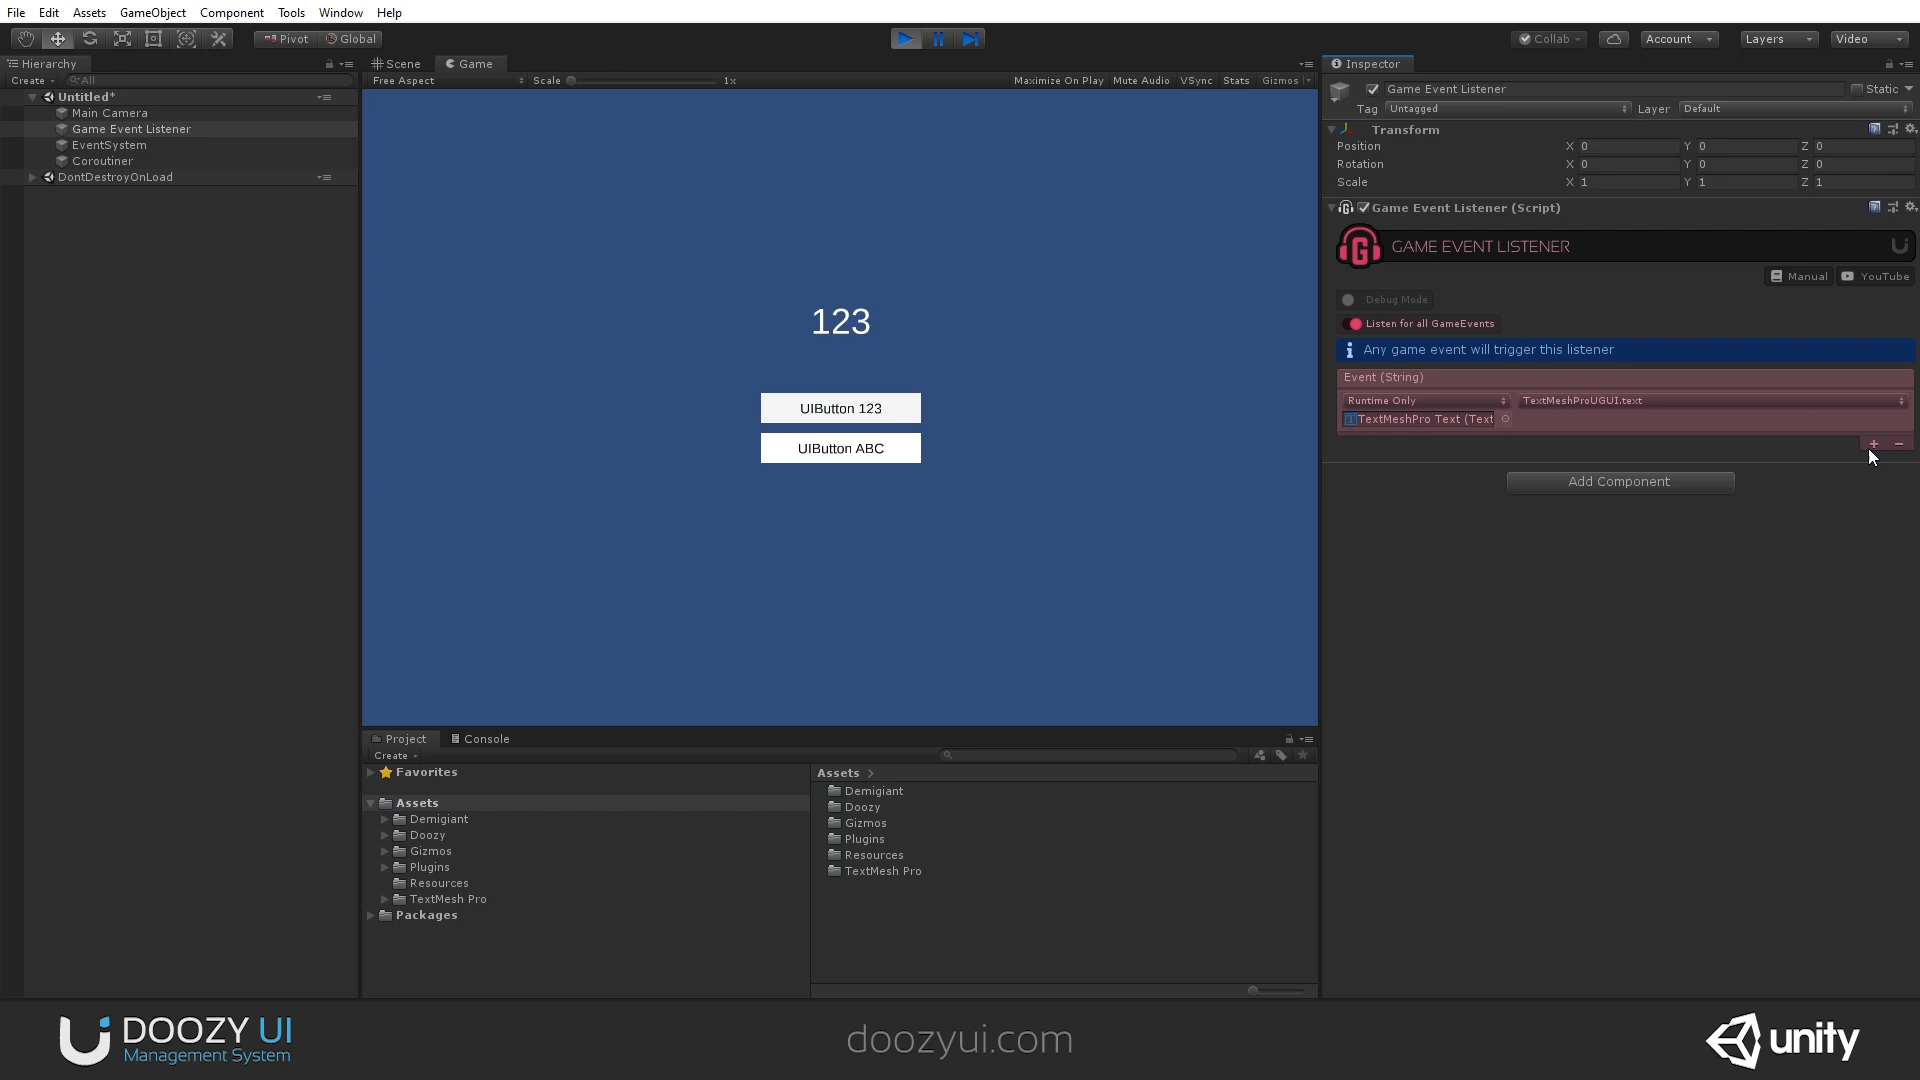 File Edit Assets GameObject Component Tools Window Help
Pivot Global Collab Account Layers Video
Hierarchy
Create All
Untitled*
Main Camera
Game Event Listener
EventSystem
Coroutiner
DontDestroyOnLoad
Scene Game
Free Aspect Scale 1x Maximize On Play Mute Audio VSync Stats Gizmos
123
UIButton 123
UIButton ABC
Project Console
Create
Favorites
Assets
Demigiant
Doozy
Gizmos
Plugins
Resources
TextMesh Pro
Packages
Assets
Demigiant
Doozy
Gizmos
Plugins
Resources
TextMesh Pro
Inspector
Game Event Listener Static
Tag Untagged Layer Default
Transform
Position X 0 Y 0 Z 0
Rotation X 0 Y 0 Z 0
Scale X 1 Y 1 Z 1
Game Event Listener (Script)
GAME EVENT LISTENER
Manual YouTube
Debug Mode
Listen for all GameEvents
Any game event will trigger this listener
Event (String)
Runtime Only TextMeshProUGUI.text
TextMeshPro Text (Text
Add Component
DOOZY UI
Management System
doozyui.com
unity